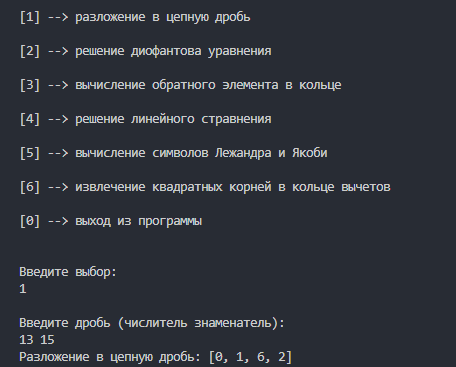 [1] --> разложение в цепную дробь
[2] --> решение диофантова уравнения
[3] --> вычисление обратного элемента в кольце
[4] --> решение линейного стравнения
[5] --> вычисление символов Лежандра и Якоби
[6] --> извлечение квадратных корней в кольце вычетов
[0] --> выход из программы
Введите выбор:
1
Введите дробь (числитель знаменатель):
13 15
Разложение в цепную дробь: [0, 1, 6, 2]